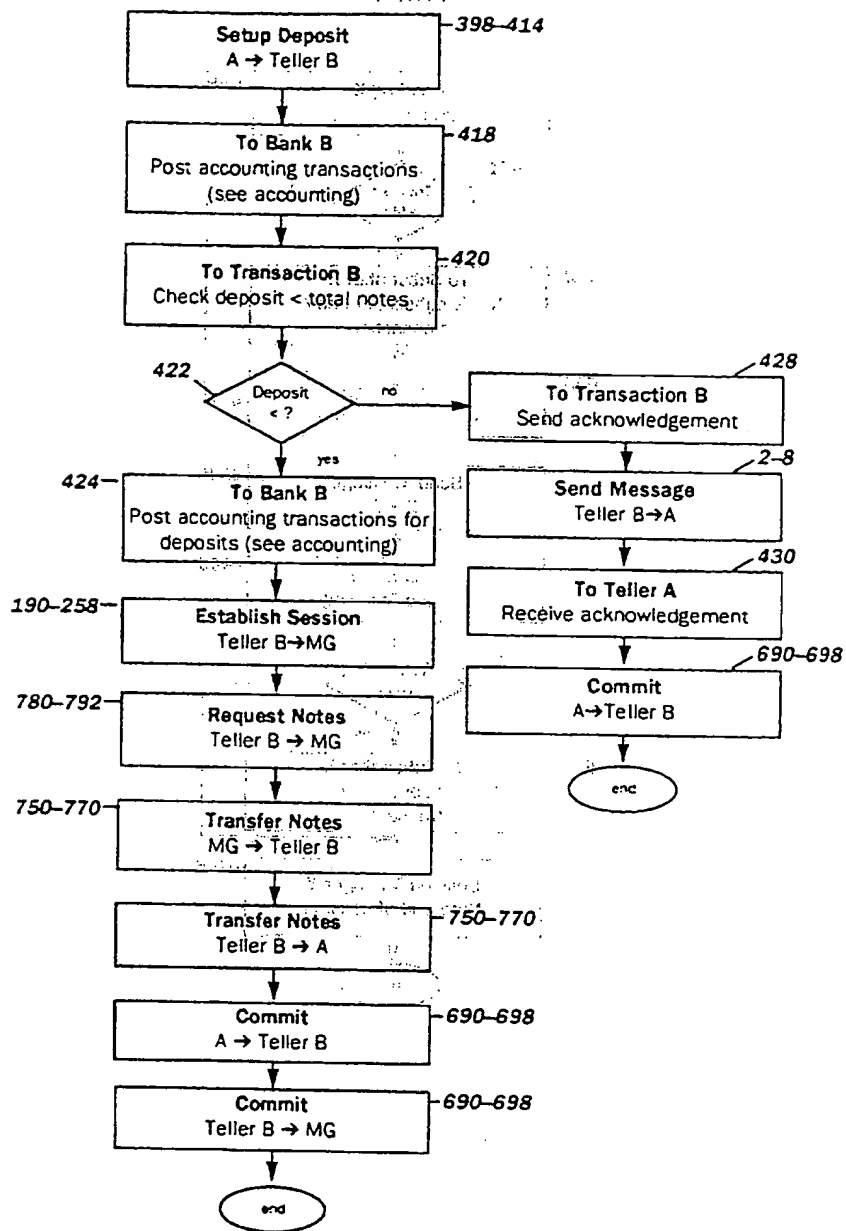 398–414
Setup Deposit
A → Teller B
418
To Bank B
Post accounting transactions
(see accounting)
420
To Transaction B
Check deposit < total notes
422
Deposit
< ?
no
yes
428
To Transaction B
Send acknowledgement
2–8
Send Message
Teller B→A
430
To Teller A
Receive acknowledgement
690–698
Commit
A→Teller B
end
424
To Bank B
Post accounting transactions for
deposits (see accounting)
190–258
Establish Session
Teller B→MG
780–792
Request Notes
Teller B → MG
750–770
Transfer Notes
MG → Teller B
750–770
Transfer Notes
Teller B → A
690–698
Commit
A → Teller B
690–698
Commit
Teller B → MG
end